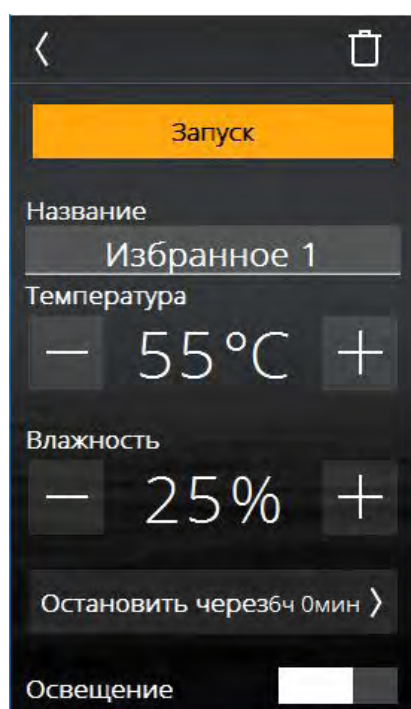 Запуск
Название
Избранное 1
Температура
55°C
Влажность
25%
Остановить через6ч 0мин
Освещение